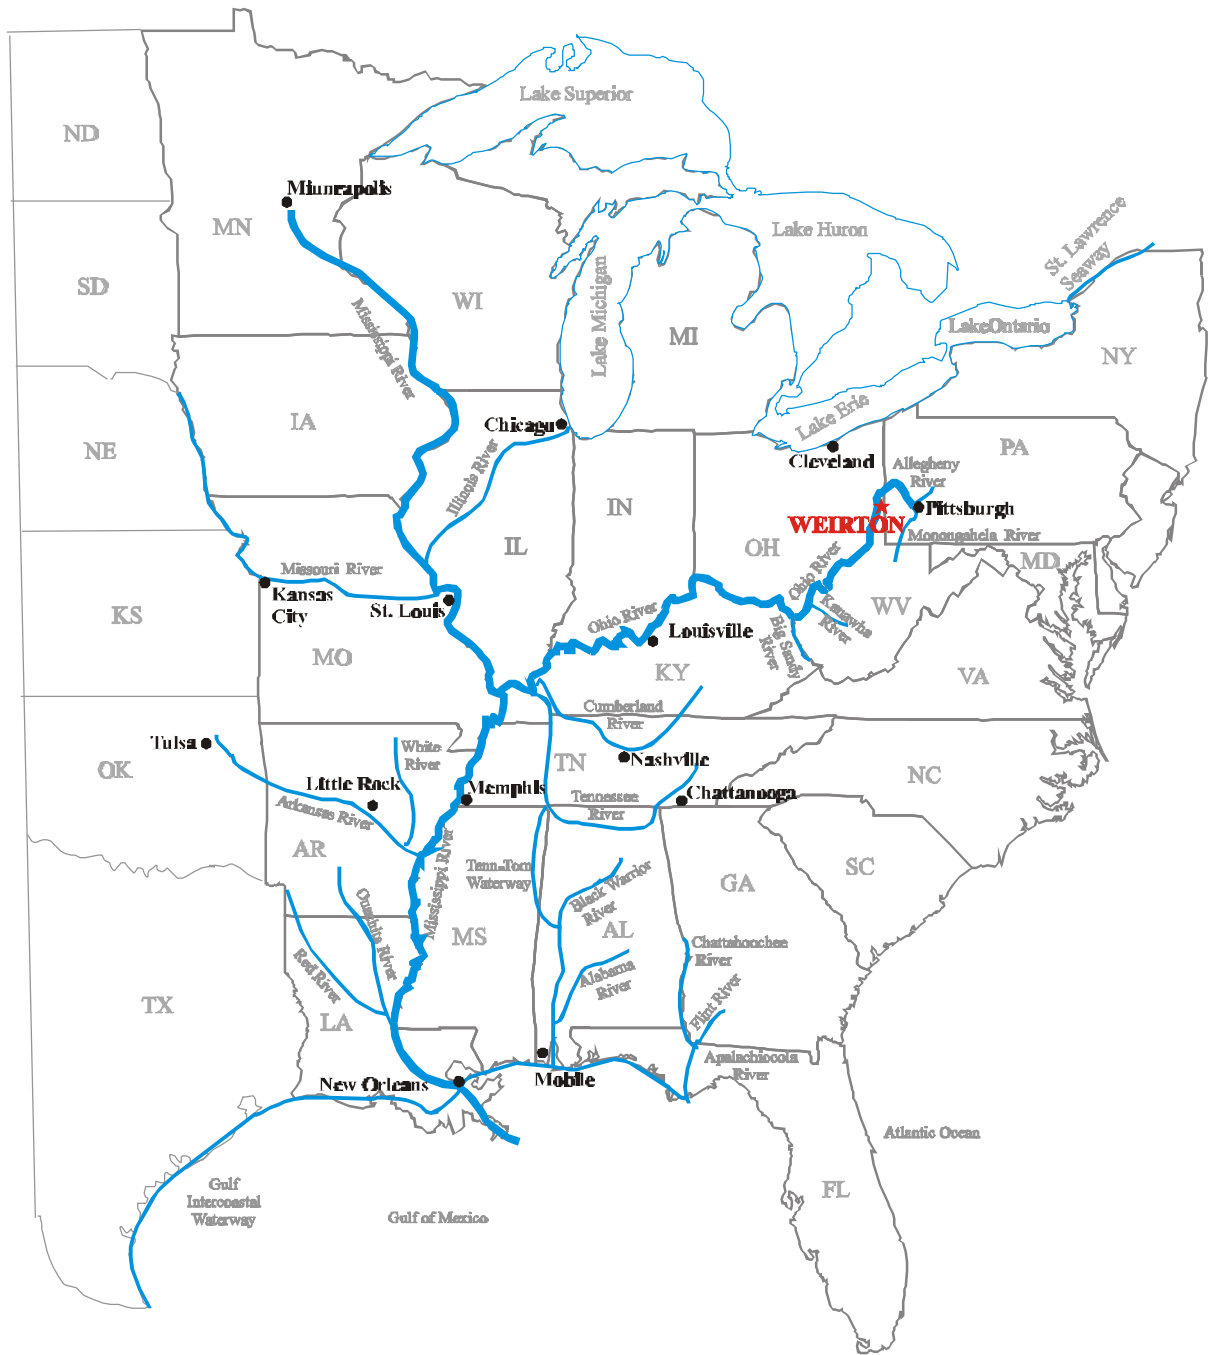 Lake Superior
ND
Minneapolis
MN
Lake Huron
St. Lawrence
Seaway
SD
WI
Lake Michigan
Mississippi River
MI
LakeOntario
NY
IA
Chicagu
Lake Erie
NE
Cleveland
PA
Illinois River
Allegheny
River
IN
Pittsburgh
WEIRTON
IL
OH
Monongahela River
MD
Missouri River
Ohio River
Kansas
City
St. Louis
KS
Ohio River
Louisville
Kanawha
River
WV
Big Sandy
River
MO
KY
VA
Cumberland
River
Tulsa
White
River
OK
TN
Nashville
NC
Little Rock
Memphis
Tennessee
River
Chattanooga
Arkansas River
AR
Mississippi River
Tenn-Tom
Waterway
Black Warrior
River
GA
SC
Ouachita River
MS
AL
Chattahoochee
River
Red River
Alabama
River
Flint River
TX
LA
Apalachicola
River
New Orleans
Mobile
Atlantic Ocean
Gulf
Intercoastal
Waterway
FL
Gulf of Mexico